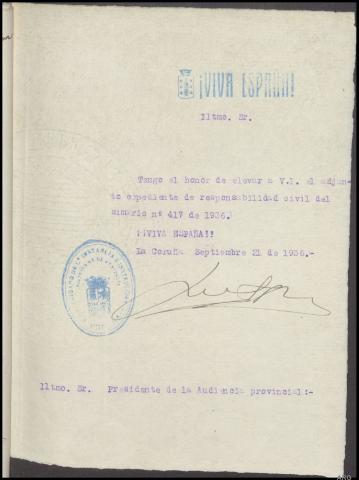 ¡VIVA ESPAÑA!
Iltmo. Sr.
Tengo el honor de elevar a V.I. el adjun-
to expediente de responsabilidad civil del
sumario nº 417 de 1936.
¡¡VIVA ESPAÑA!!
La Coruña Septiembre 21 de 1936.-
Iltmo. Sr. Presidente de la Audiencia provincial:-